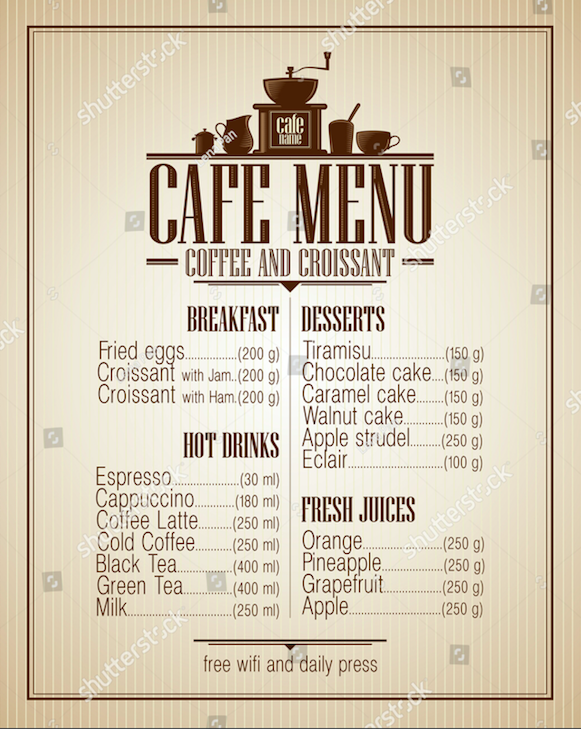 cafe
name
CAFE MENU
COFFEE AND CROISSANT
BREAKFAST
Fried eggs...............(200 g)
Croissant with Jam..(200 g)
Croissant with Ham.(200 g)
HOT DRINKS
Espresso....................(30 ml)
Cappuccino............(180 ml)
Coffee Latte..........(250 ml)
Cold Coffee...........(250 ml)
Black Tea................(400 ml)
Green Tea..............(400 ml)
Milk..........................(250 ml)
DESSERTS
Tiramisu.....................(150 g)
Chocolate cake....(150 g)
Caramel cake........(150 g)
Walnut cake............(150 g)
Apple strudel.........(250 g)
Eclair..........................(100 g)
FRESH JUICES
Orange.......................(250 g)
Pineapple.................(250 g)
Grapefruit................(250 g)
Apple..........................(250 g)
free wifi and daily press
shutterstock
shutterstock
shutterstock
shutterstock
shutterstock
shutterstock